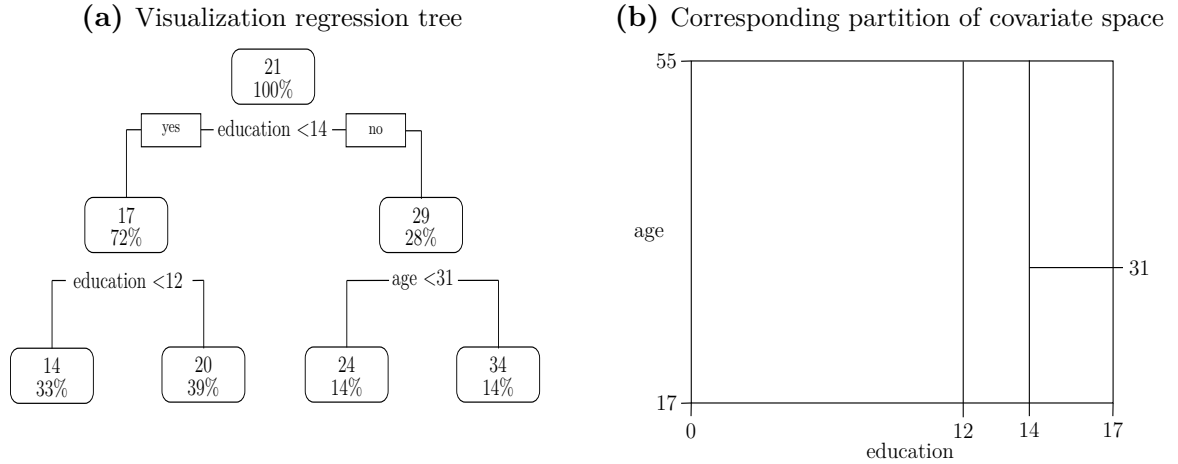 (a) Visualization regression tree
21
100%
yes
education <14
no
17
72%
29
28%
education <12
age <31
14
33%
20
39%
24
14%
34
14%
(b) Corresponding partition of covariate space
55
age
31
17
0
12
14
17
education